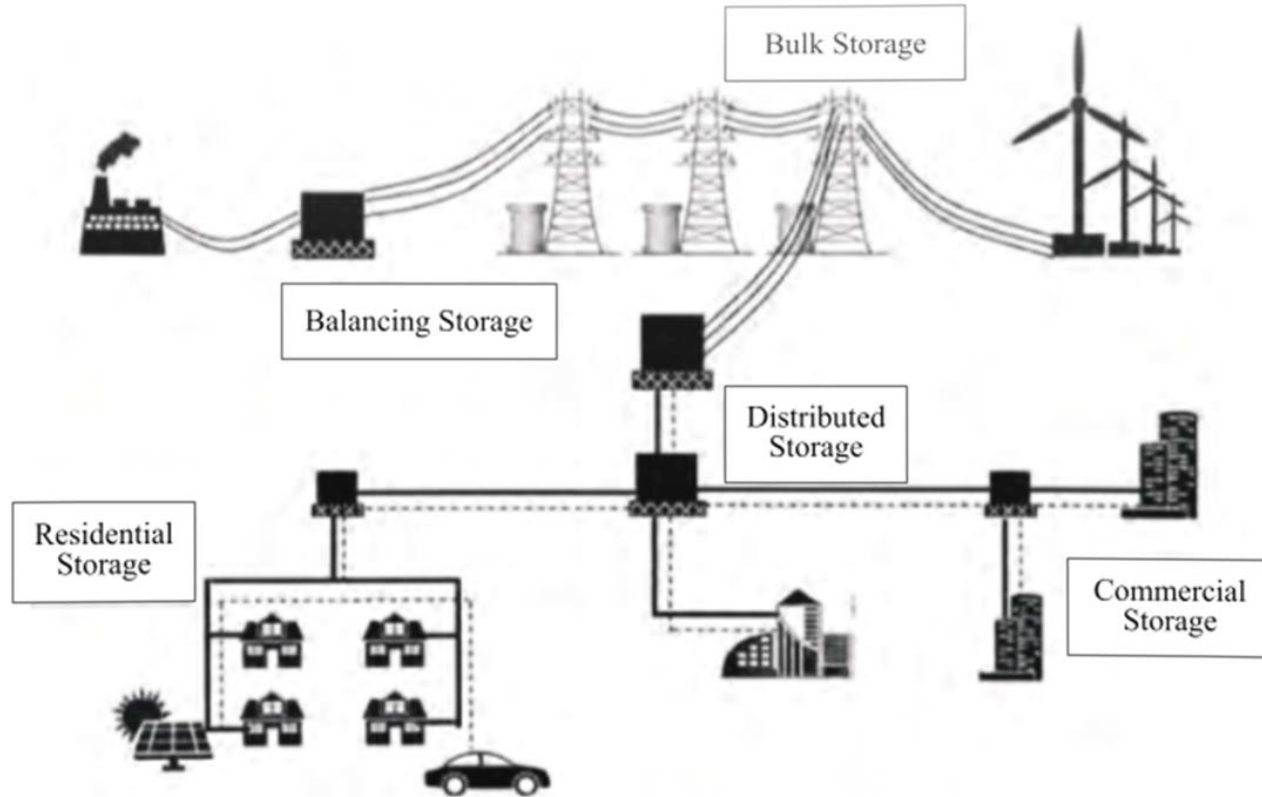 Bulk Storage
Balancing Storage
Distributed
Storage
Residential
Storage
Commercial
Storage